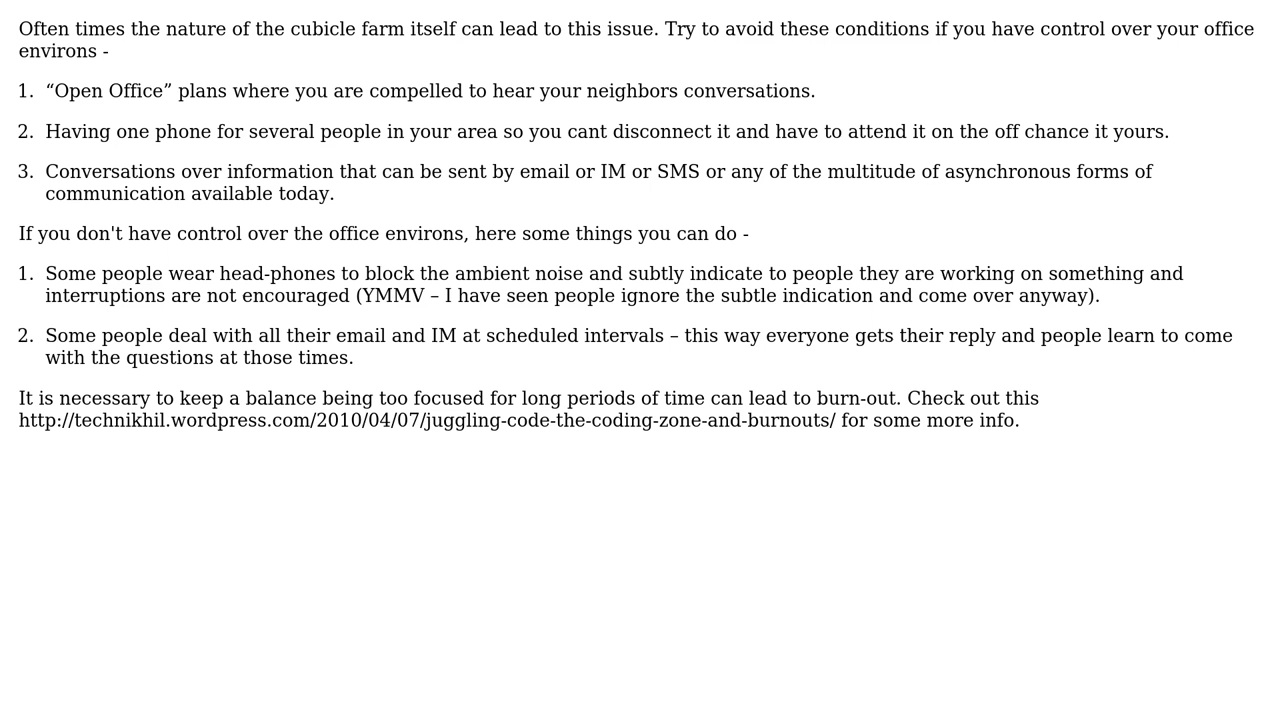 Often times the nature of the cubicle farm itself can lead to this issue. Try to avoid these conditions if you have control over your office
environs -
1. “Open Office” plans where you are compelled to hear your neighbors conversations.
2. Having one phone for several people in your area so you cant disconnect it and have to attend it on the off chance it yours.
3. Conversations over information that can be sent by email or IM or SMS or any of the multitude of asynchronous forms of
communication available today.
If you don't have control over the office environs, here some things you can do -
1. Some people wear head-phones to block the ambient noise and subtly indicate to people they are working on something and
interruptions are not encouraged (YMMV – I have seen people ignore the subtle indication and come over anyway).
2. Some people deal with all their email and IM at scheduled intervals – this way everyone gets their reply and people learn to come
with the questions at those times.
It is necessary to keep a balance being too focused for long periods of time can lead to burn-out. Check out this
http://technikhil.wordpress.com/2010/04/07/juggling-code-the-coding-zone-and-burnouts/ for some more info.